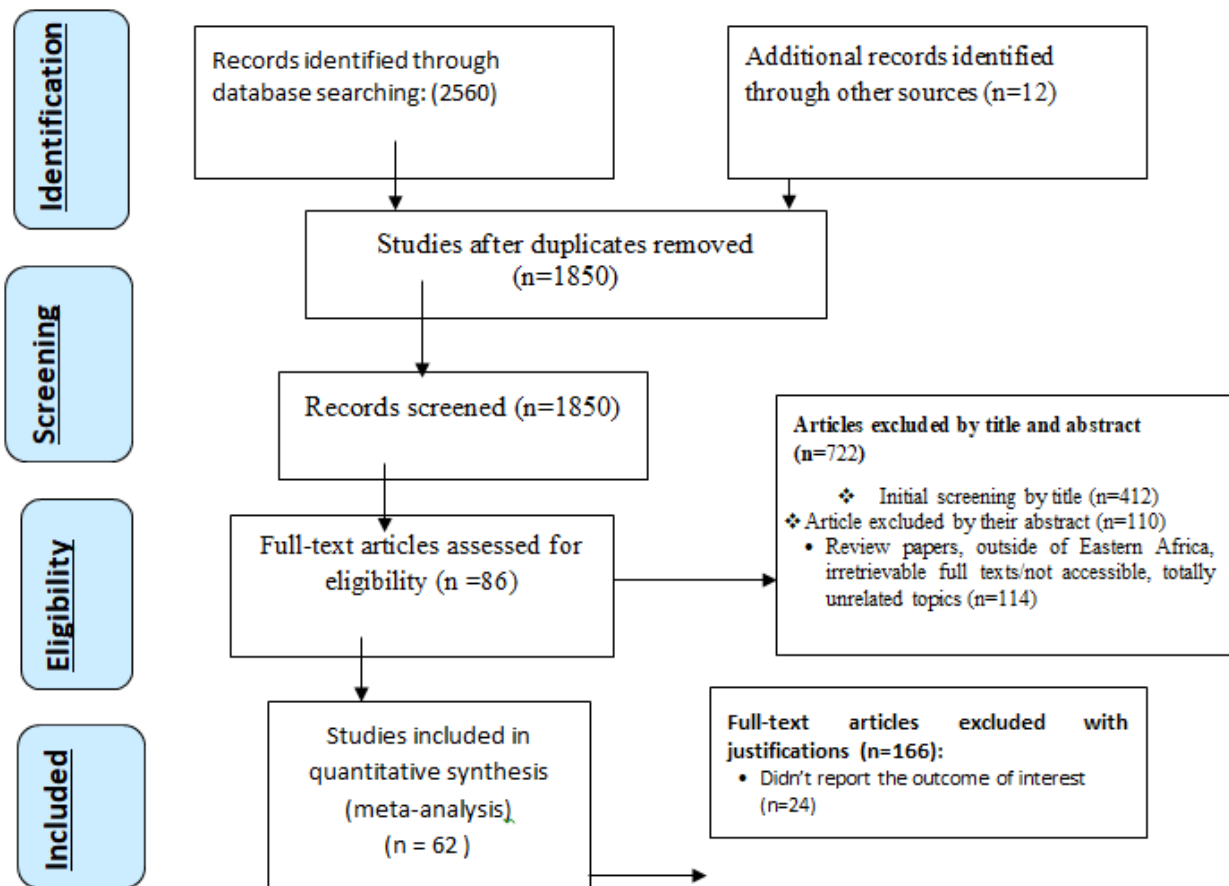 Identification
Records identified through
database searching: (2560)
Additional records identified
through other sources (n=12)
Studies after duplicates removed
(n=1850)
Screening
Records screened (n=1850)
Articles excluded by title and abstract
(n=722)
❖ Initial screening by title (n=412)
❖ Article excluded by their abstract (n=110)
• Review papers, outside of Eastern Africa,
irretrievable full texts/not accessible, totally
unrelated topics (n=114)
Eligibility
Full-text articles assessed for
eligibility (n =86)
Included
Studies included in
quantitative synthesis
(meta-analysis)
(n = 62 )
Full-text articles excluded with
justifications (n=166):
• Didn't report the outcome of interest
(n=24)